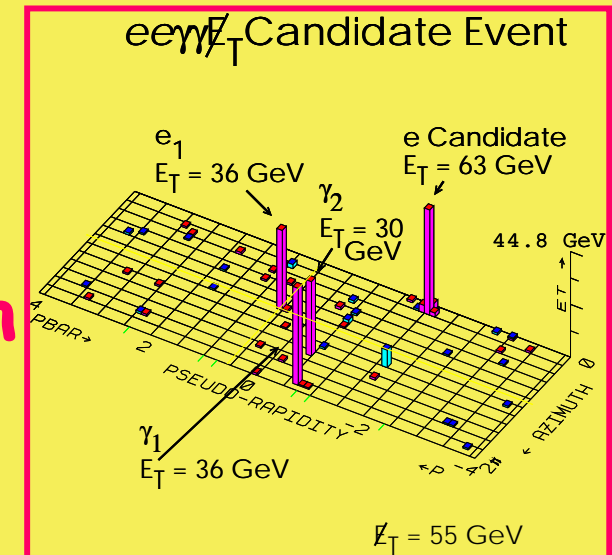 eeγγE̸T Candidate Event
e1
ET = 36 GeV
e Candidate
ET = 63 GeV
γ2
ET = 30
GeV
44.8 GeV
ET
4
PBAR→
2
PSEUDO-RAPIDITY
0
-2
←P
-4
2π
← AZIMUTH
0
γ1
ET = 36 GeV
E̸T = 55 GeV